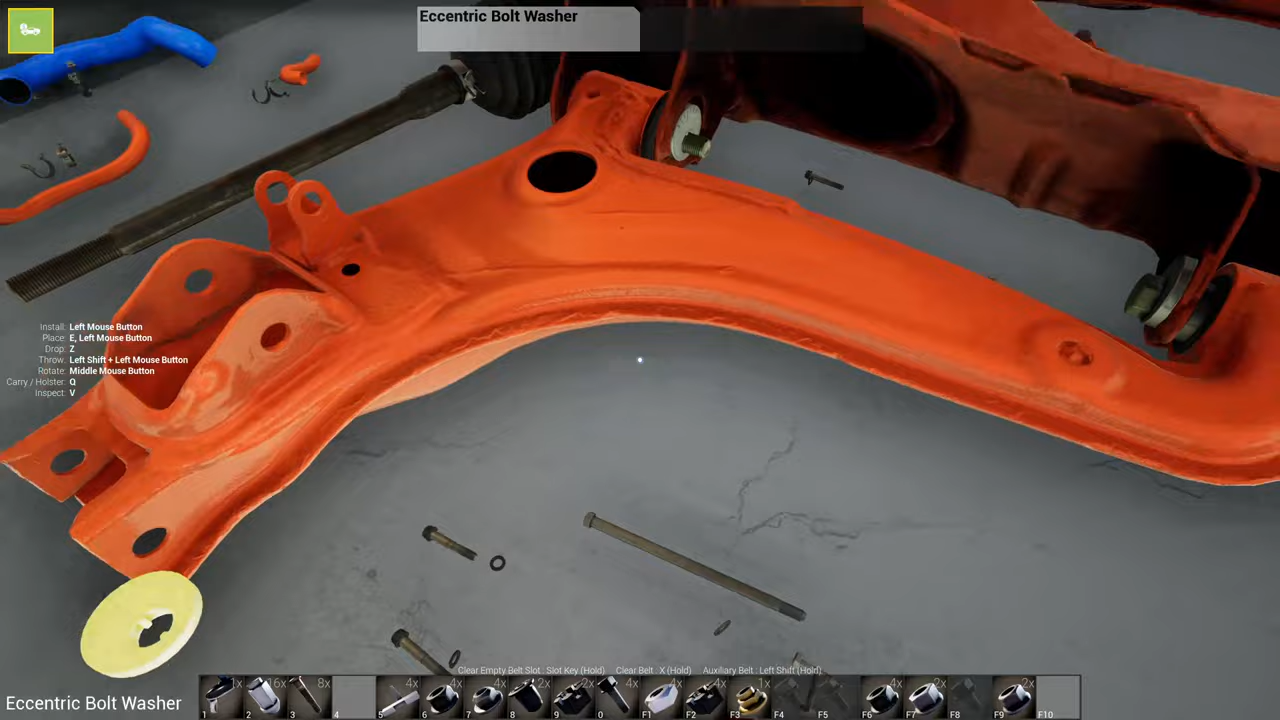 Eccentric Bolt Washer
Install: Left Mouse Button
Place: E, Left Mouse Button
Drop: Z
Throw: Left Shift + Left Mouse Button
Rotate: Middle Mouse Button
Carry / Holster: Q
Inspect: V
Clear Empty Belt Slot : Slot Key (Hold) Clear Belt : X (Hold) Auxiliary Belt : Left Shift (Hold)
Eccentric Bolt Washer
1x 16x 8x 4x 4x 4x 2x 2x 4x 4x 4x 1x 4x 2x 2x
1 2 3 4 5 6 7 8 9 0 F1 F2 F3 F4 F5 F6 F7 F8 F9 F10